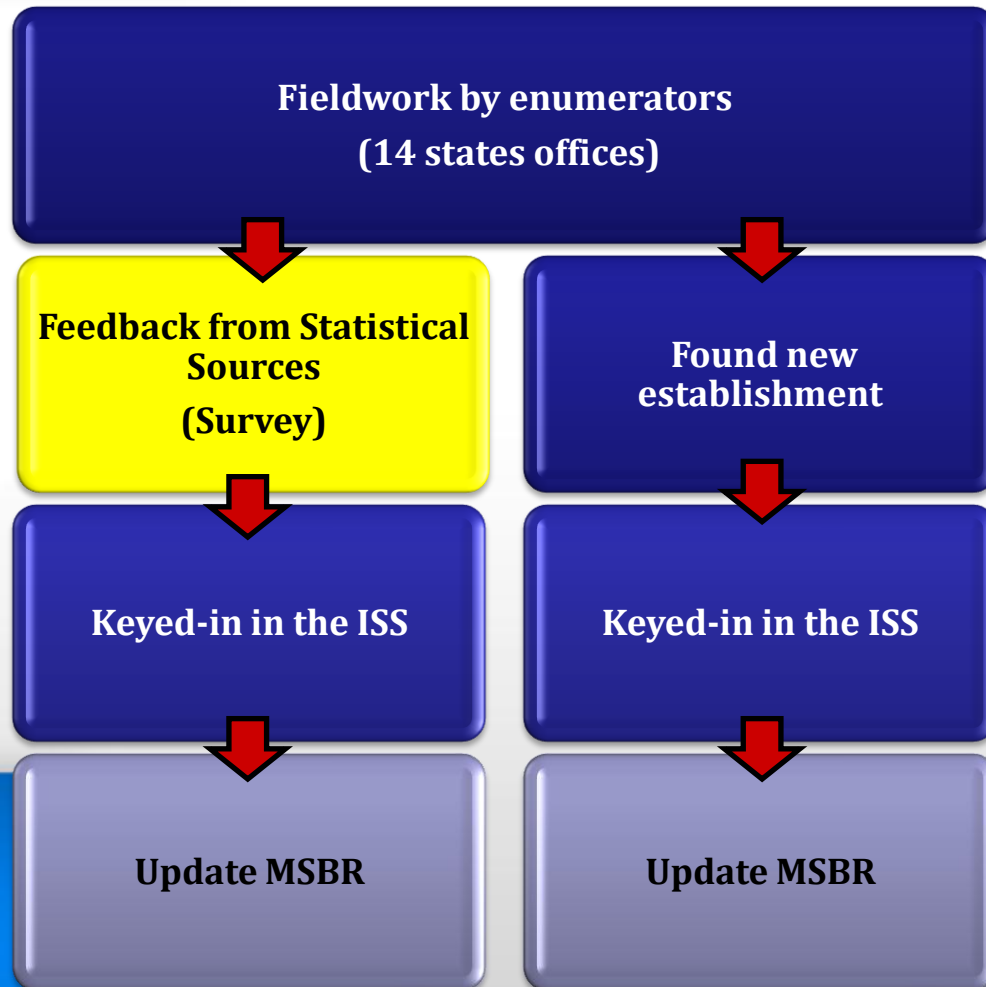 Fieldwork by enumerators
(14 states offices)
Feedback from Statistical
Sources
(Survey)
Found new
establishment
Keyed-in in the ISS
Keyed-in in the ISS
Update MSBR
Update MSBR